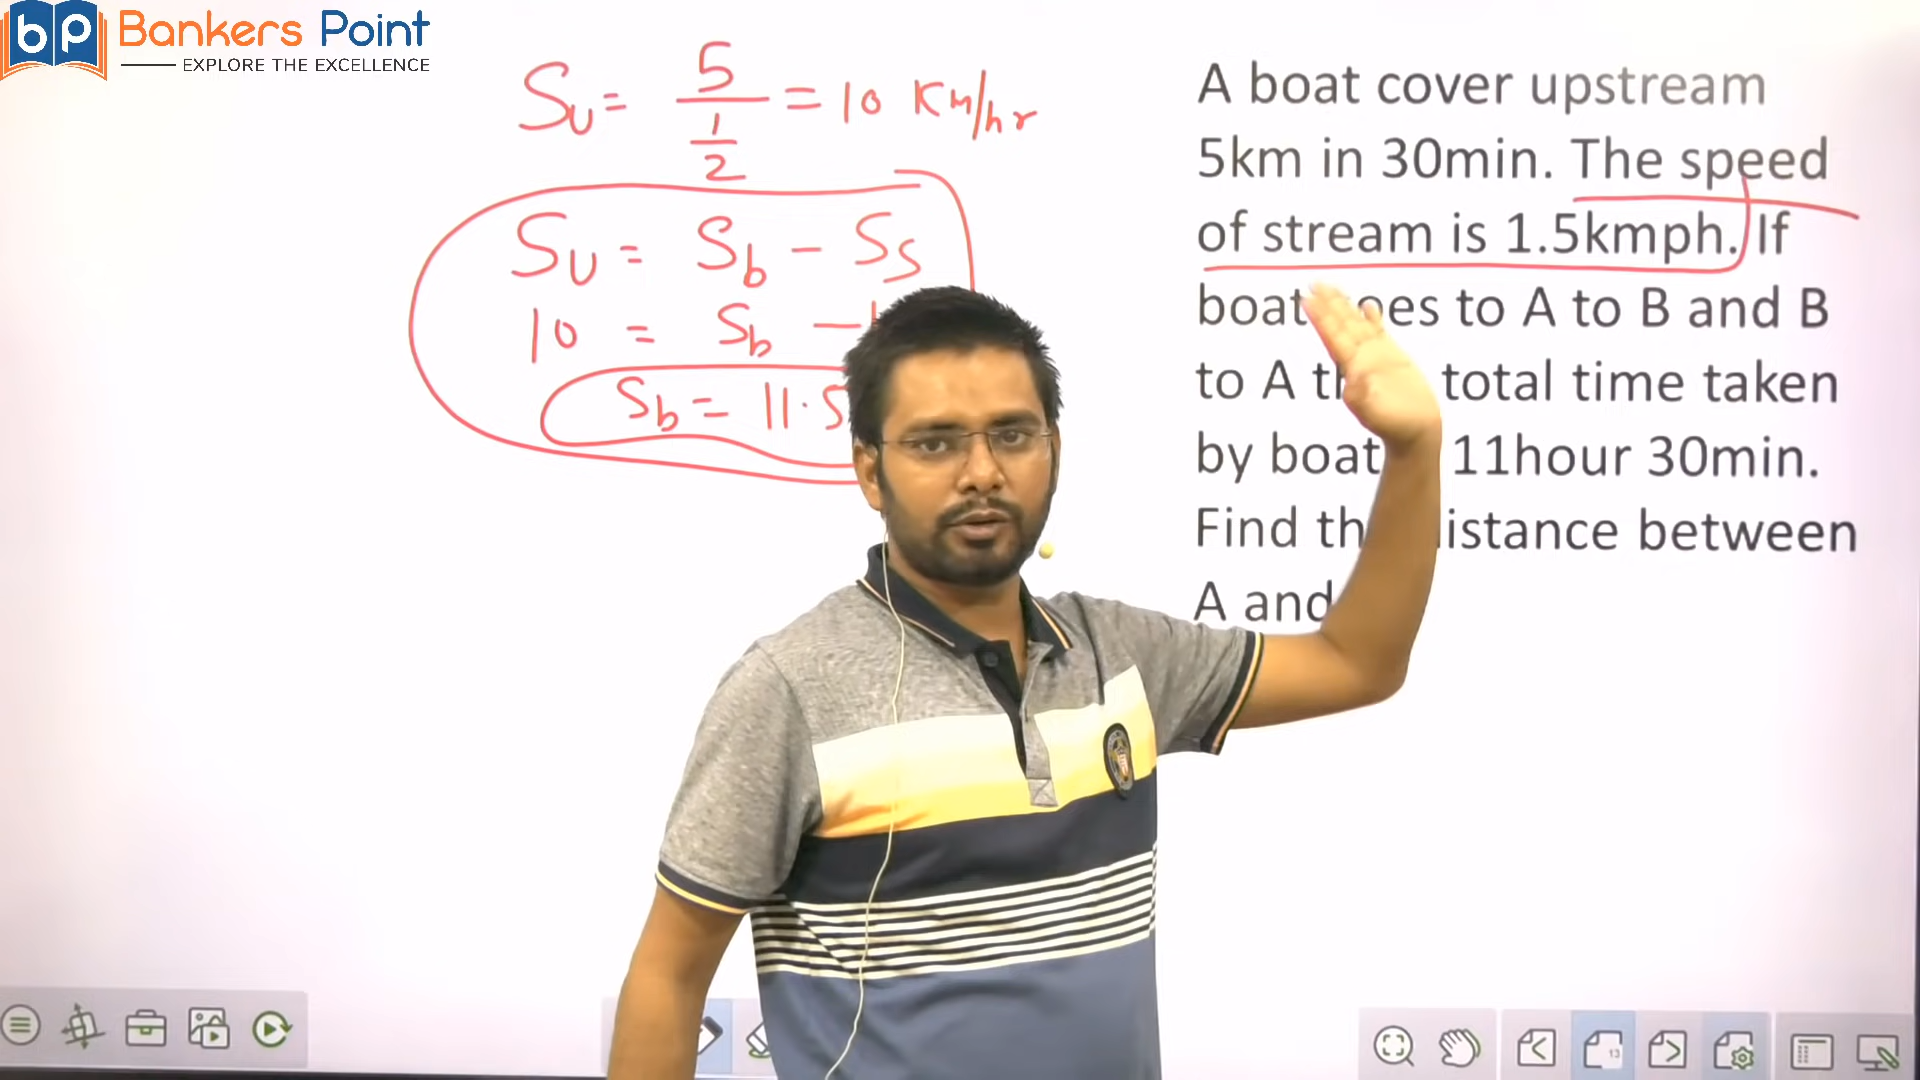 Bankers Point
EXPLORE THE EXCELLENCE
Su = 5 / 1/2 = 10 Km/hr
Su = Sb - Ss
10 = Sb -
Sb = 11.5
A boat cover upstream
5km in 30min. The speed
of stream is 1.5kmph. If
boat to A to B and B
to A total time taken
by boat 11hour 30min.
Find between
A and
13